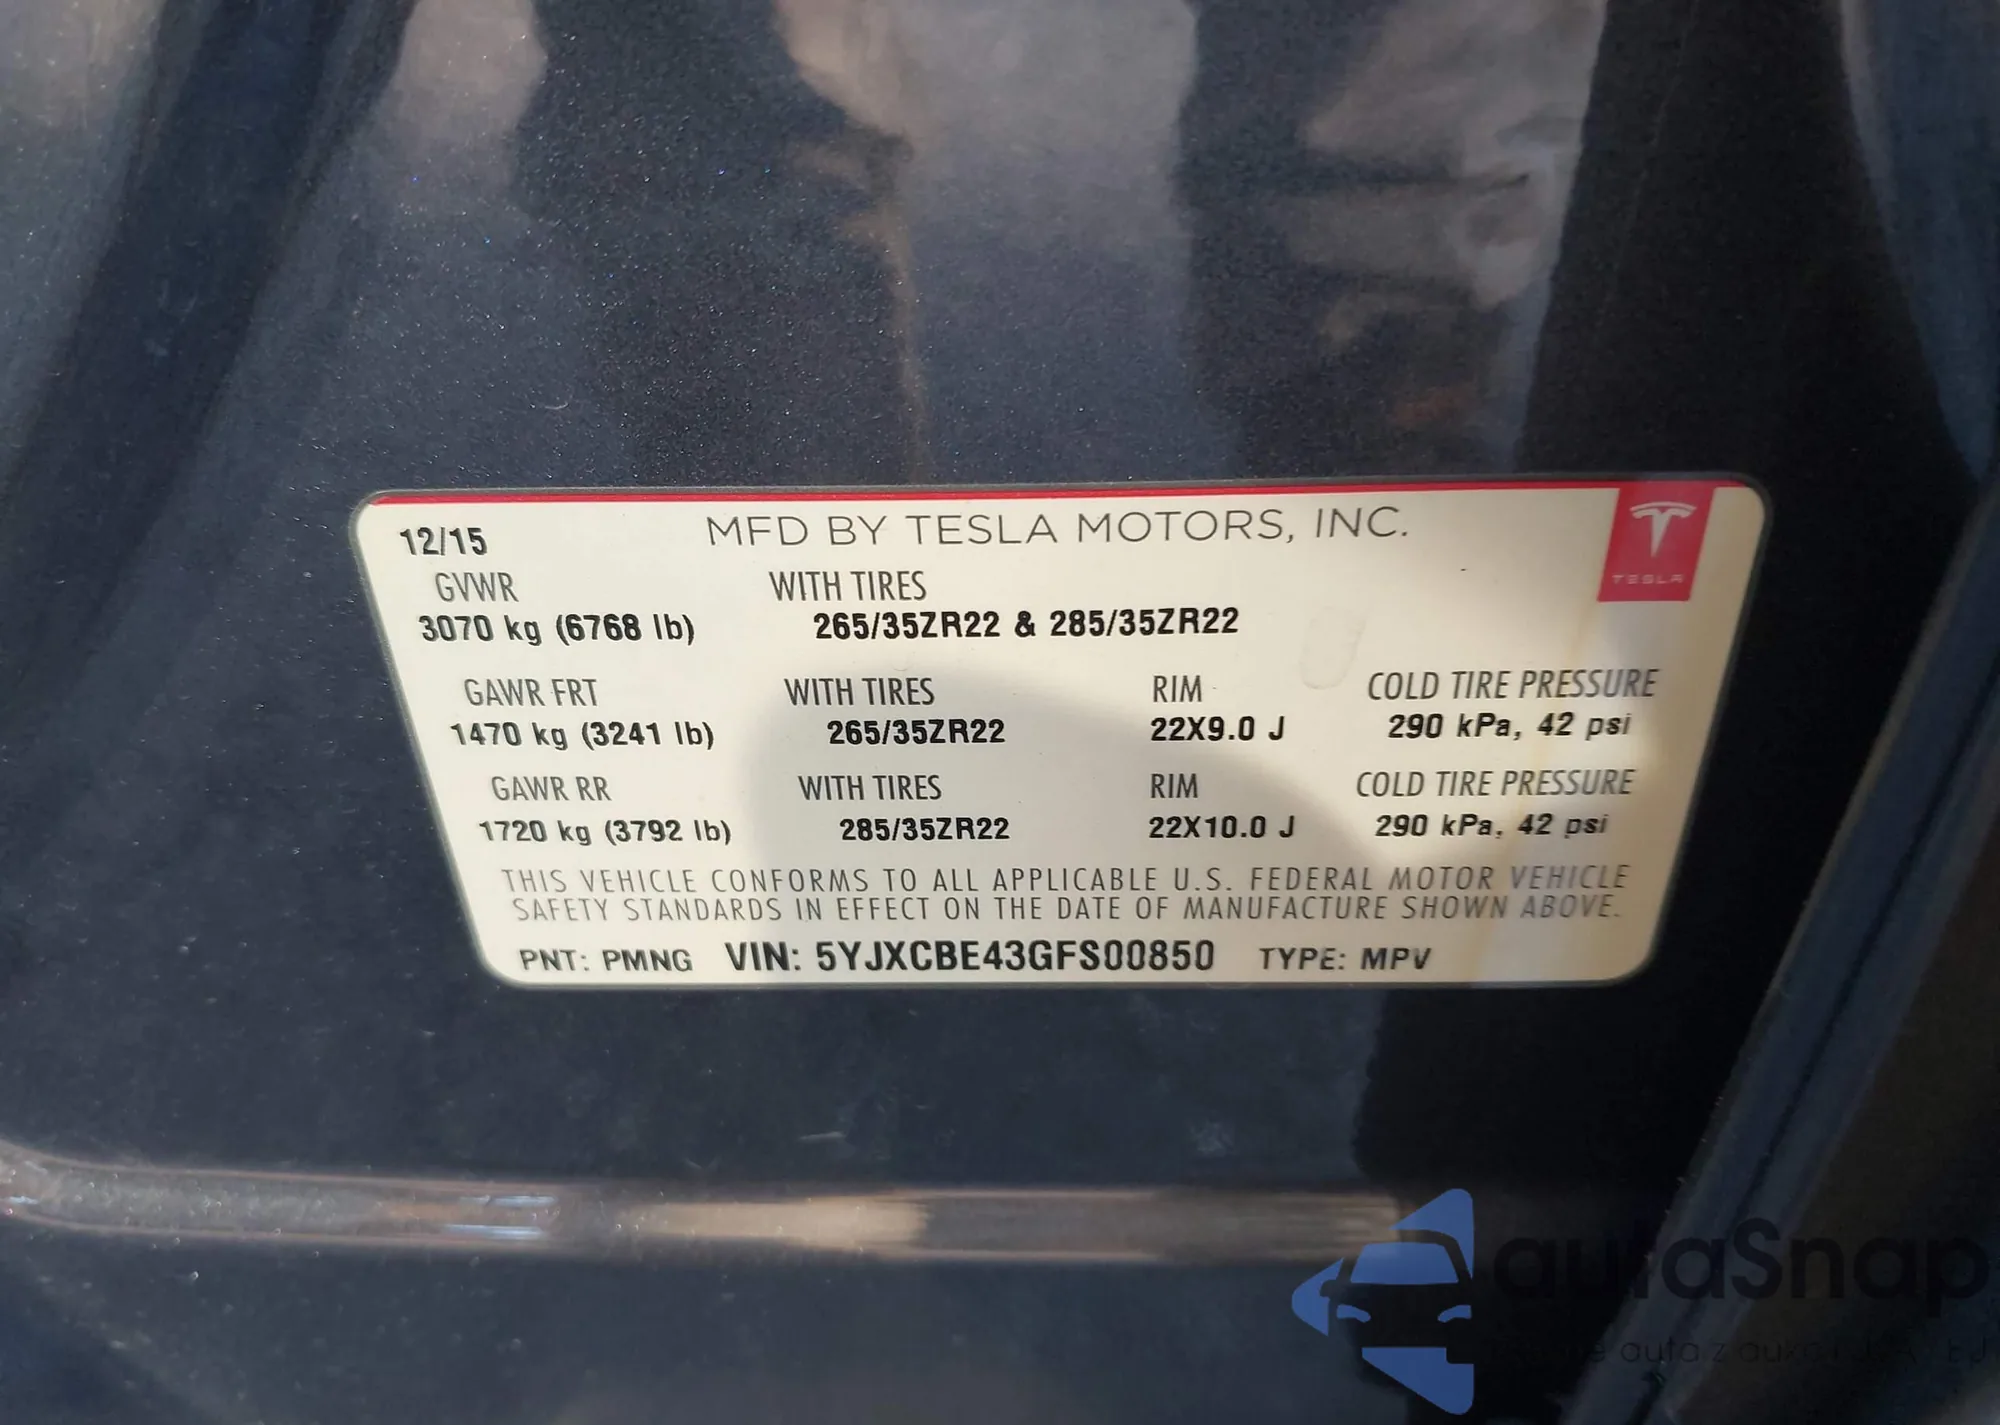 12/15 MFD BY TESLA MOTORS, INC.
TESLA
GVWR WITH TIRES
3070 kg (6768 lb) 265/35ZR22 & 285/35ZR22
GAWR FRT WITH TIRES RIM COLD TIRE PRESSURE
1470 kg (3241 lb) 265/35ZR22 22X9.0 J 290 kPa, 42 psi
GAWR RR WITH TIRES RIM COLD TIRE PRESSURE
1720 kg (3792 lb) 285/35ZR22 22X10.0 J 290 kPa, 42 psi
THIS VEHICLE CONFORMS TO ALL APPLICABLE U.S. FEDERAL MOTOR VEHICLE
SAFETY STANDARDS IN EFFECT ON THE DATE OF MANUFACTURE SHOWN ABOVE.
PNT: PMNG VIN: 5YJXCBE43GFS00850 TYPE: MPV
autaSnap
auta z